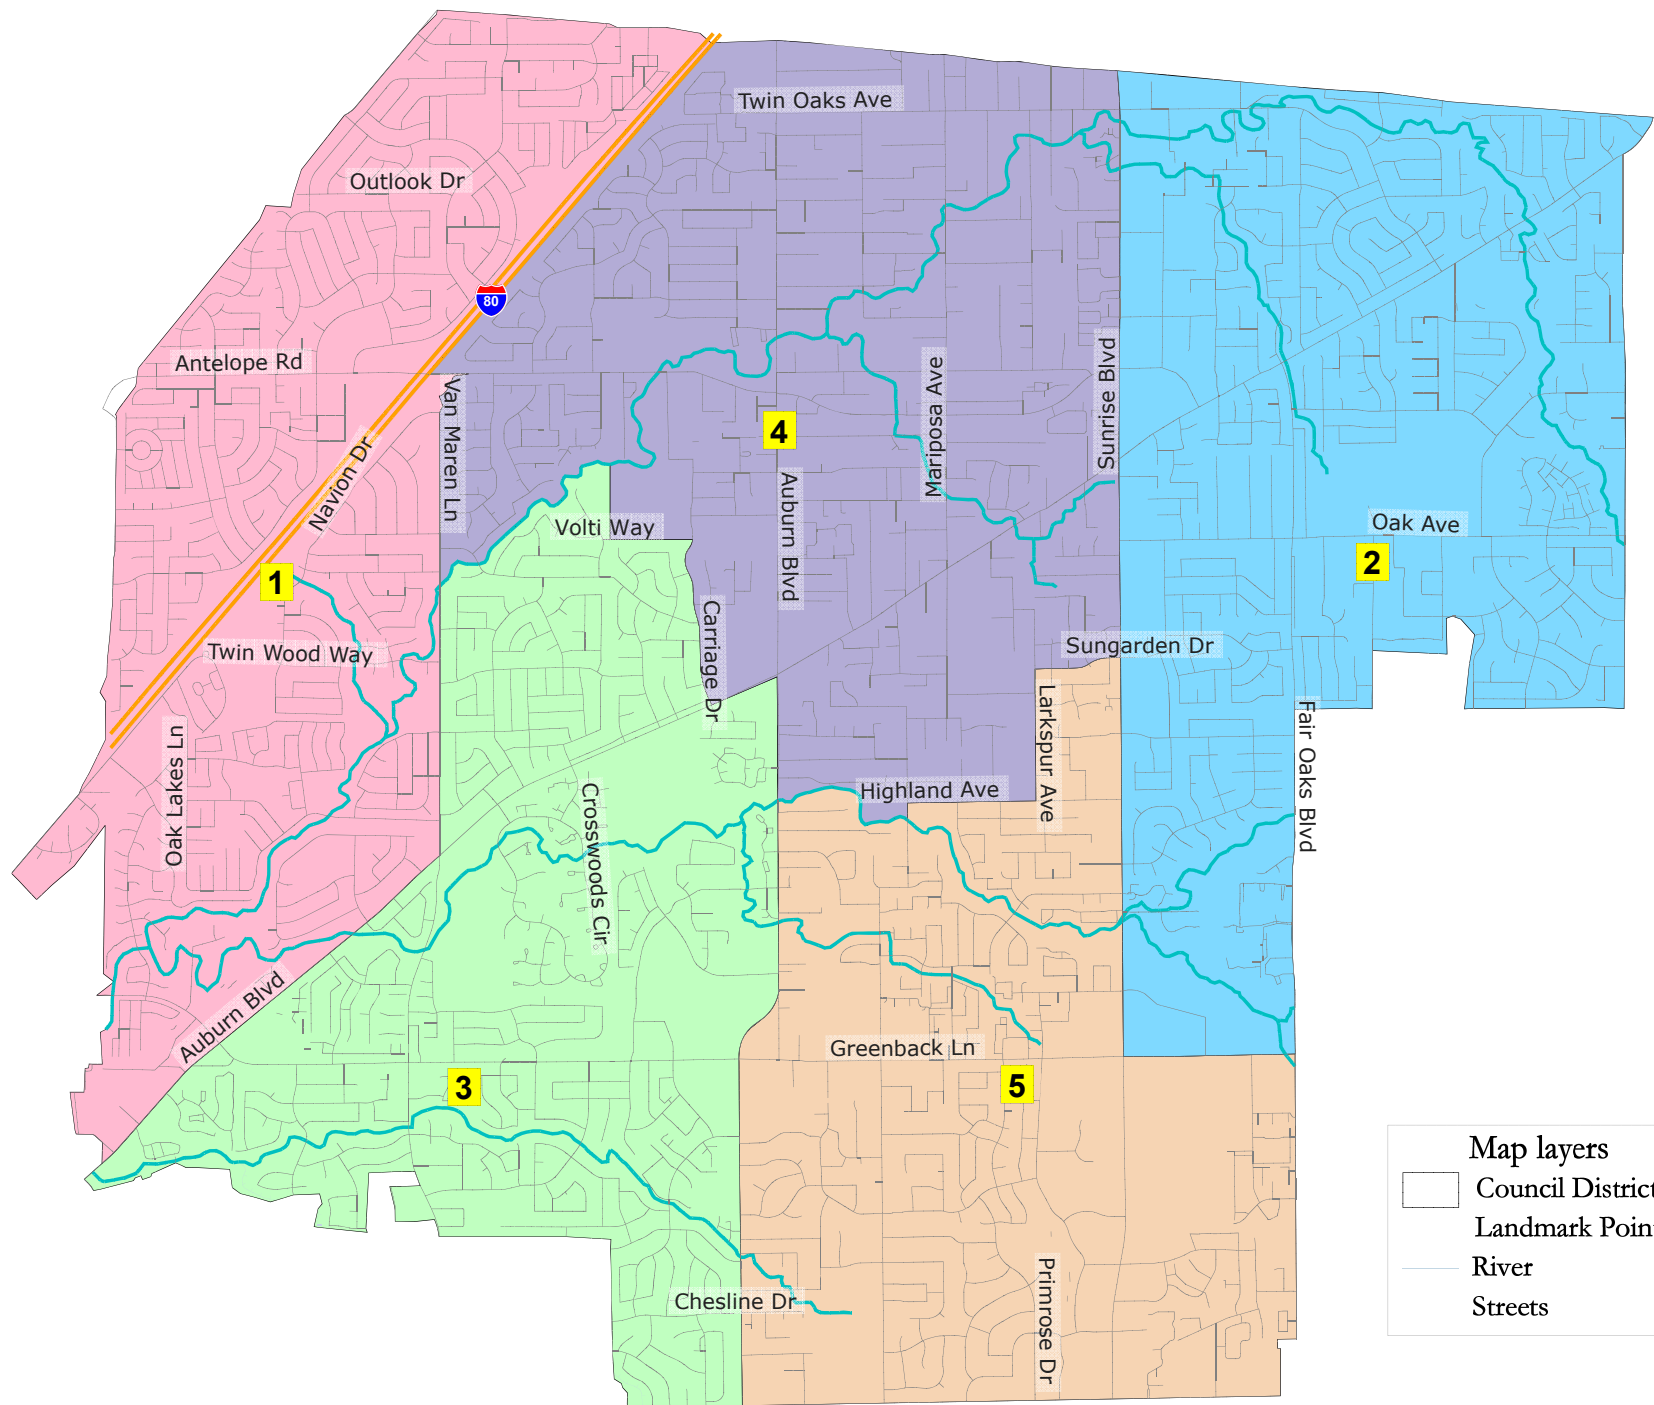 Twin Oaks Ave
Outlook Dr
80
Antelope Rd
Van Maren Ln
Mariposa Ave
Sunrise Blvd
4
Navion Dr
Auburn Blvd
Volti Way
Oak Ave
2
1
Carriage Dr
Twin Wood Way
Sungarden Dr
Larkspur Ave
Fair Oaks Blvd
Oak Lakes Ln
Crosswoods Cir
Highland Ave
Auburn Blvd
Greenback Ln
3
5
Chesline Dr
Primrose Dr
Map layers
Council District
Landmark Poin
River
Streets